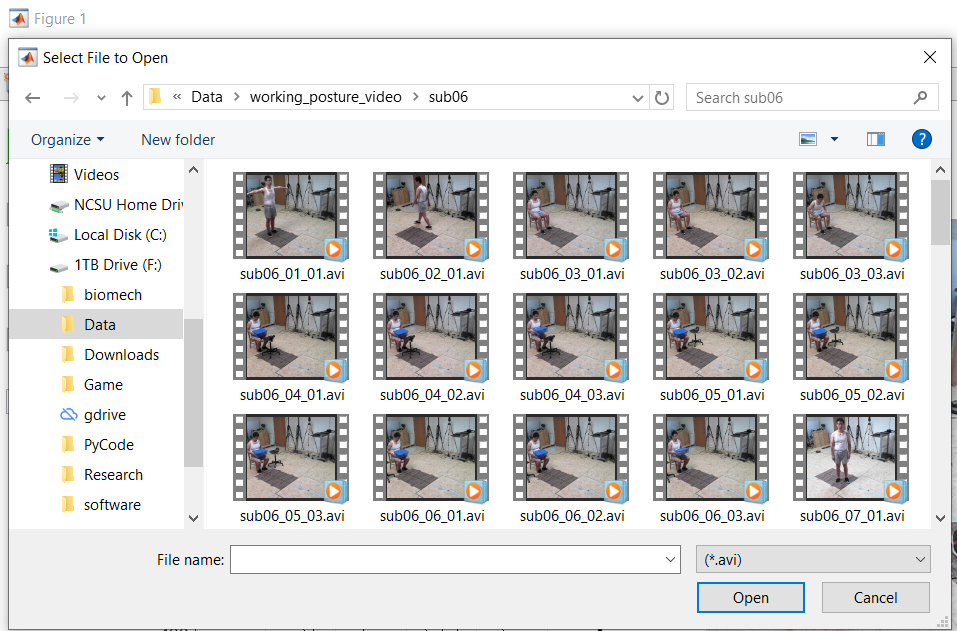 Figure 1
Select File to Open
« Data > working_posture_video > sub06
Search sub06
Organize
New folder
?
Videos
NCSU Home Driv
Local Disk (C:)
1TB Drive (F:)
biomech
Data
Downloads
Game
gdrive
PyCode
Research
software
sub06_01_01.avi sub06_02_01.avi sub06_03_01.avi sub06_03_02.avi sub06_03_03.avi
sub06_04_01.avi sub06_04_02.avi sub06_04_03.avi sub06_05_01.avi sub06_05_02.avi
sub06_05_03.avi sub06_06_01.avi sub06_06_02.avi sub06_06_03.avi sub06_07_01.avi
File name:
(*.avi)
Open
Cancel